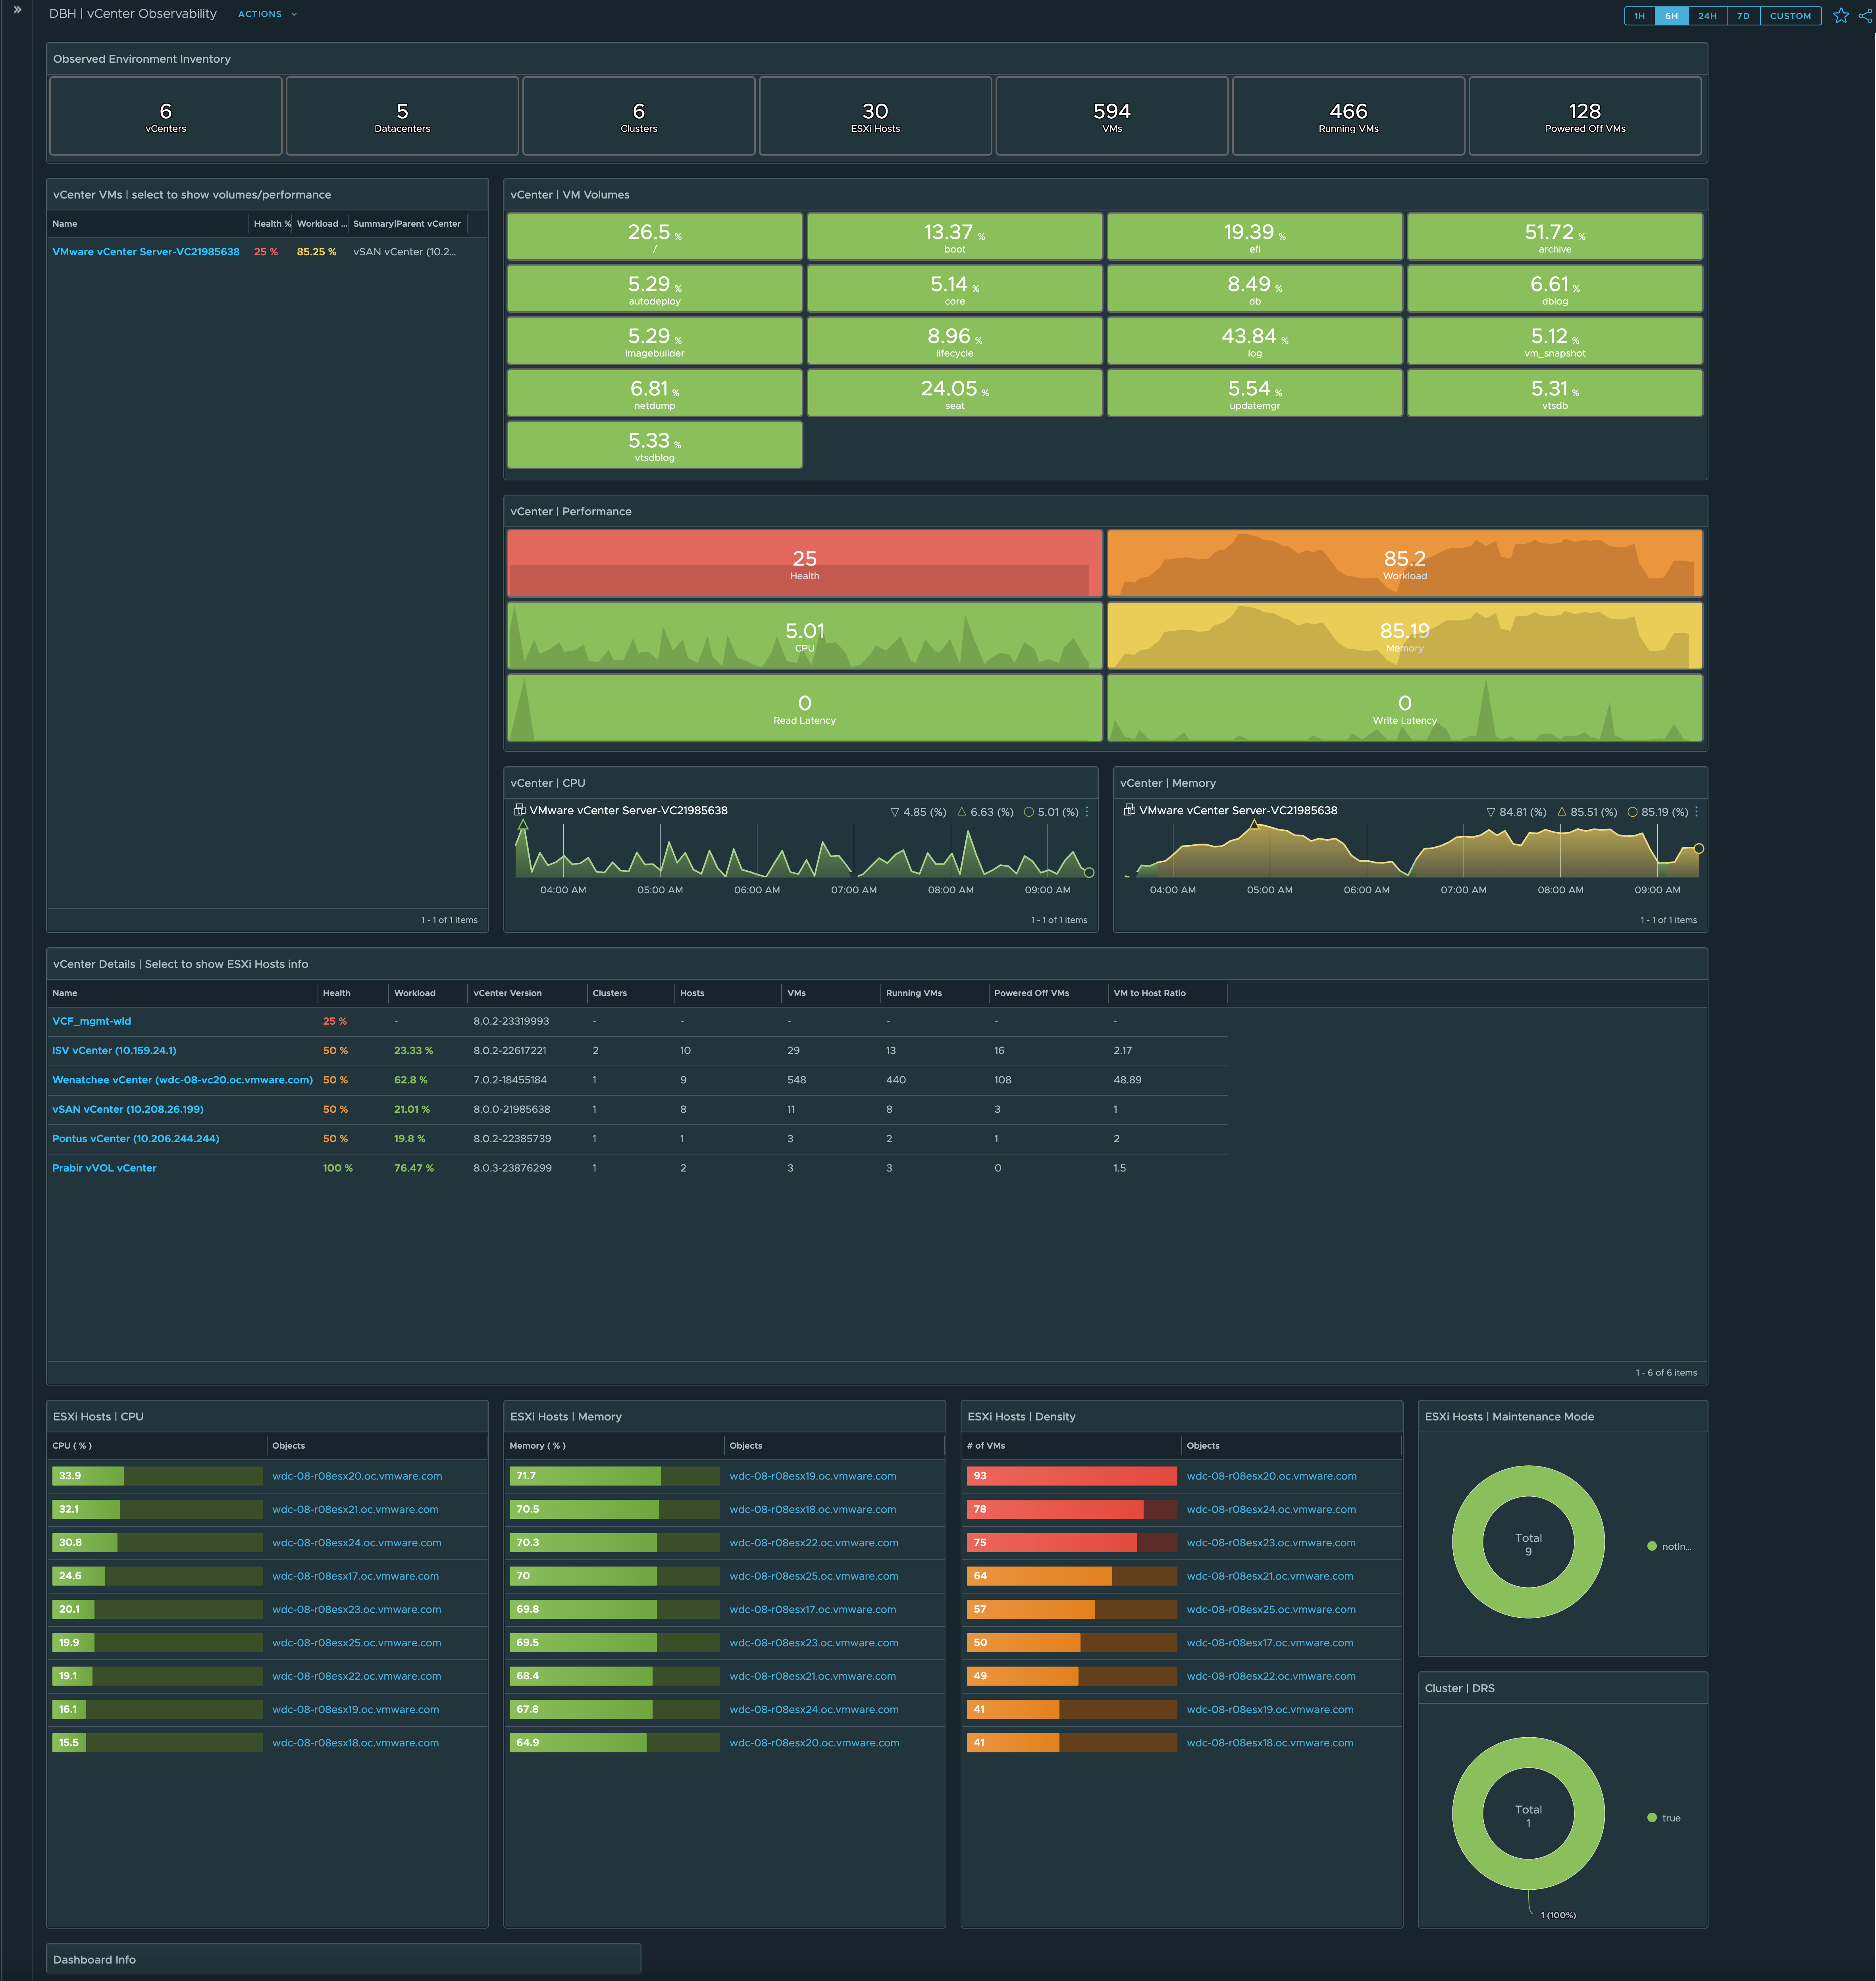 DBH | vCenter Observability ACTIONS
1H 6H 24H 7D CUSTOM
Observed Environment Inventory
6 5 6 30 594 466 128
vCenters Datacenters Clusters ESXi Hosts VMs Running VMs Powered Off VMs
vCenter VMs | select to show volumes/performance
Name Health % Workload ... Summary|Parent vCenter
VMware vCenter Server-VC21985638 25 % 85.25 % vSAN vCenter (10.2...
1 - 1 of 1 items
vCenter | VM Volumes
26.5 % 13.37 % 19.39 % 51.72 %
/ boot efi archive
5.29 % 5.14 % 8.49 % 6.61 %
autodeploy core db dblog
5.29 % 8.96 % 43.84 % 5.12 %
imagebuilder lifecycle log vm_snapshot
6.81 % 24.05 % 5.54 % 5.31 %
netdump seat updatemgr vtsdb
5.33 %
vtsdblog
vCenter | Performance
25 85.2
Health Workload
5.01 85.19
CPU Memory
0 0
Read Latency Write Latency
vCenter | CPU
VMware vCenter Server-VC21985638 4.85 (%) 6.63 (%) 5.01 (%)
04:00 AM 05:00 AM 06:00 AM 07:00 AM 08:00 AM 09:00 AM
1 - 1 of 1 items
vCenter | Memory
VMware vCenter Server-VC21985638 84.81 (%) 85.51 (%) 85.19 (%)
04:00 AM 05:00 AM 06:00 AM 07:00 AM 08:00 AM 09:00 AM
1 - 1 of 1 items
vCenter Details | Select to show ESXi Hosts info
Name Health Workload vCenter Version Clusters Hosts VMs Running VMs Powered Off VMs VM to Host Ratio
VCF_mgmt-wld 25 % - 8.0.2-23319993 - - - - - -
ISV vCenter (10.159.24.1) 50 % 23.33 % 8.0.2-22617221 2 10 29 13 16 2.17
Wenatchee vCenter (wdc-08-vc20.oc.vmware.com) 50 % 62.8 % 7.0.2-18455184 1 9 548 440 108 48.89
vSAN vCenter (10.208.26.199) 50 % 21.01 % 8.0.0-21985638 1 8 11 8 3 1
Pontus vCenter (10.206.244.244) 50 % 19.8 % 8.0.2-22385739 1 1 3 2 1 2
Prabir vVOL vCenter 100 % 76.47 % 8.0.3-23876299 1 2 3 3 0 1.5
1 - 6 of 6 items
ESXi Hosts | CPU
CPU ( % ) Objects
33.9 wdc-08-r08esx20.oc.vmware.com
32.1 wdc-08-r08esx21.oc.vmware.com
30.8 wdc-08-r08esx24.oc.vmware.com
24.6 wdc-08-r08esx17.oc.vmware.com
20.1 wdc-08-r08esx23.oc.vmware.com
19.9 wdc-08-r08esx25.oc.vmware.com
19.1 wdc-08-r08esx22.oc.vmware.com
16.1 wdc-08-r08esx19.oc.vmware.com
15.5 wdc-08-r08esx18.oc.vmware.com
ESXi Hosts | Memory
Memory ( % ) Objects
71.7 wdc-08-r08esx19.oc.vmware.com
70.5 wdc-08-r08esx18.oc.vmware.com
70.3 wdc-08-r08esx22.oc.vmware.com
70 wdc-08-r08esx25.oc.vmware.com
69.8 wdc-08-r08esx17.oc.vmware.com
69.5 wdc-08-r08esx23.oc.vmware.com
68.4 wdc-08-r08esx21.oc.vmware.com
67.8 wdc-08-r08esx24.oc.vmware.com
64.9 wdc-08-r08esx20.oc.vmware.com
ESXi Hosts | Density
# of VMs Objects
93 wdc-08-r08esx20.oc.vmware.com
78 wdc-08-r08esx24.oc.vmware.com
75 wdc-08-r08esx23.oc.vmware.com
64 wdc-08-r08esx21.oc.vmware.com
57 wdc-08-r08esx25.oc.vmware.com
50 wdc-08-r08esx17.oc.vmware.com
49 wdc-08-r08esx22.oc.vmware.com
41 wdc-08-r08esx19.oc.vmware.com
41 wdc-08-r08esx18.oc.vmware.com
ESXi Hosts | Maintenance Mode
Total
9
notIn...
Cluster | DRS
Total
1
true
1 (100%)
Dashboard Info